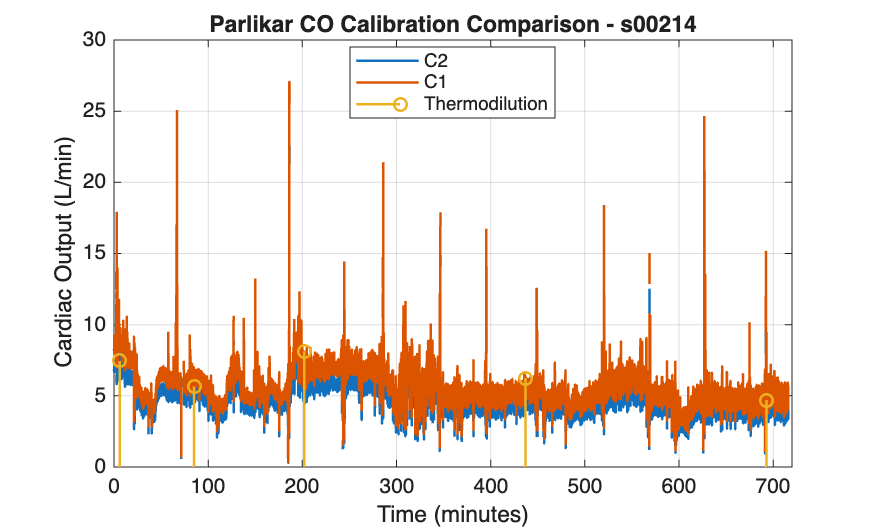 Parlikar CO Calibration Comparison - s00214
30
25
20
15
10
5
0
Cardiac Output (L/min)
C2
C1
Thermodilution
0 100 200 300 400 500 600 700
Time (minutes)